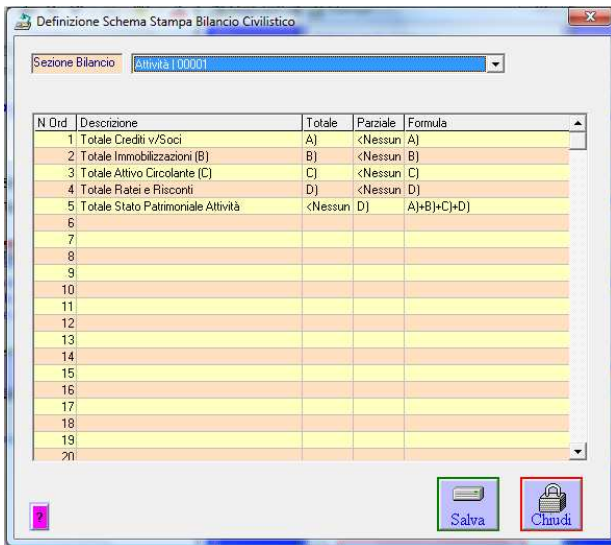 Definizione Schema Stampa Bilancio Civilistico
Sezione Bilancio Attività | 00001
N Ord Descrizione Totale Parziale Formula
1 Totale Crediti v/Soci A) <Nessun A)
2 Totale Immobilizzazioni (B) B) <Nessun B)
3 Totale Attivo Circolante (C) C) <Nessun C)
4 Totale Ratei e Risconti D) <Nessun D)
5 Totale Stato Patrimoniale Attività <Nessun D) A)+B)+C)+D)
6
7
8
9
10
11
12
13
14
15
16
17
18
19
20
? Salva Chiudi